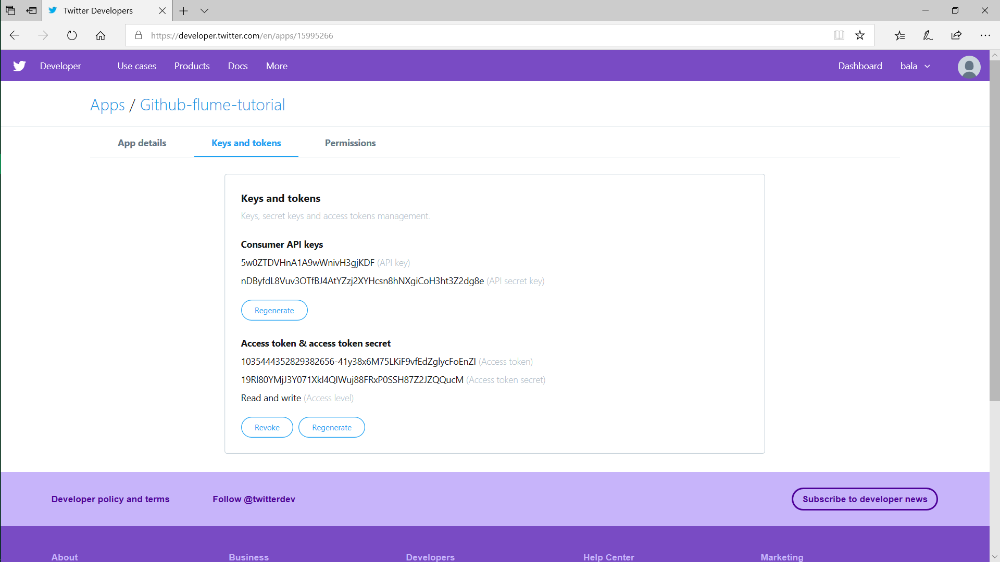 Twitter Developers
https://developer.twitter.com/en/apps/15995266
Developer Use cases Products Docs More Dashboard bala
Apps / Github-flume-tutorial
App details Keys and tokens Permissions
Keys and tokens
Keys, secret keys and access tokens management.
Consumer API keys
5w0ZTDVHnA1A9wWnivH3gjKDF (API key)
nDByfdL8Vuv3OTfBJ4AtYZzj2XYHcsn8hNXgiCoH3ht3Z2dg8e (API secret key)
Regenerate
Access token & access token secret
1035444352829382656-41y38x6M75LKiF9vfEdZglycFoEnZI (Access token)
19Rl80YMjJ3Y071Xkl4QIWuj88FRxP0SSH87Z2JZQQucM (Access token secret)
Read and write (Access level)
Revoke Regenerate
Developer policy and terms Follow @twitterdev Subscribe to developer news
About Business Developers Help Center Marketing